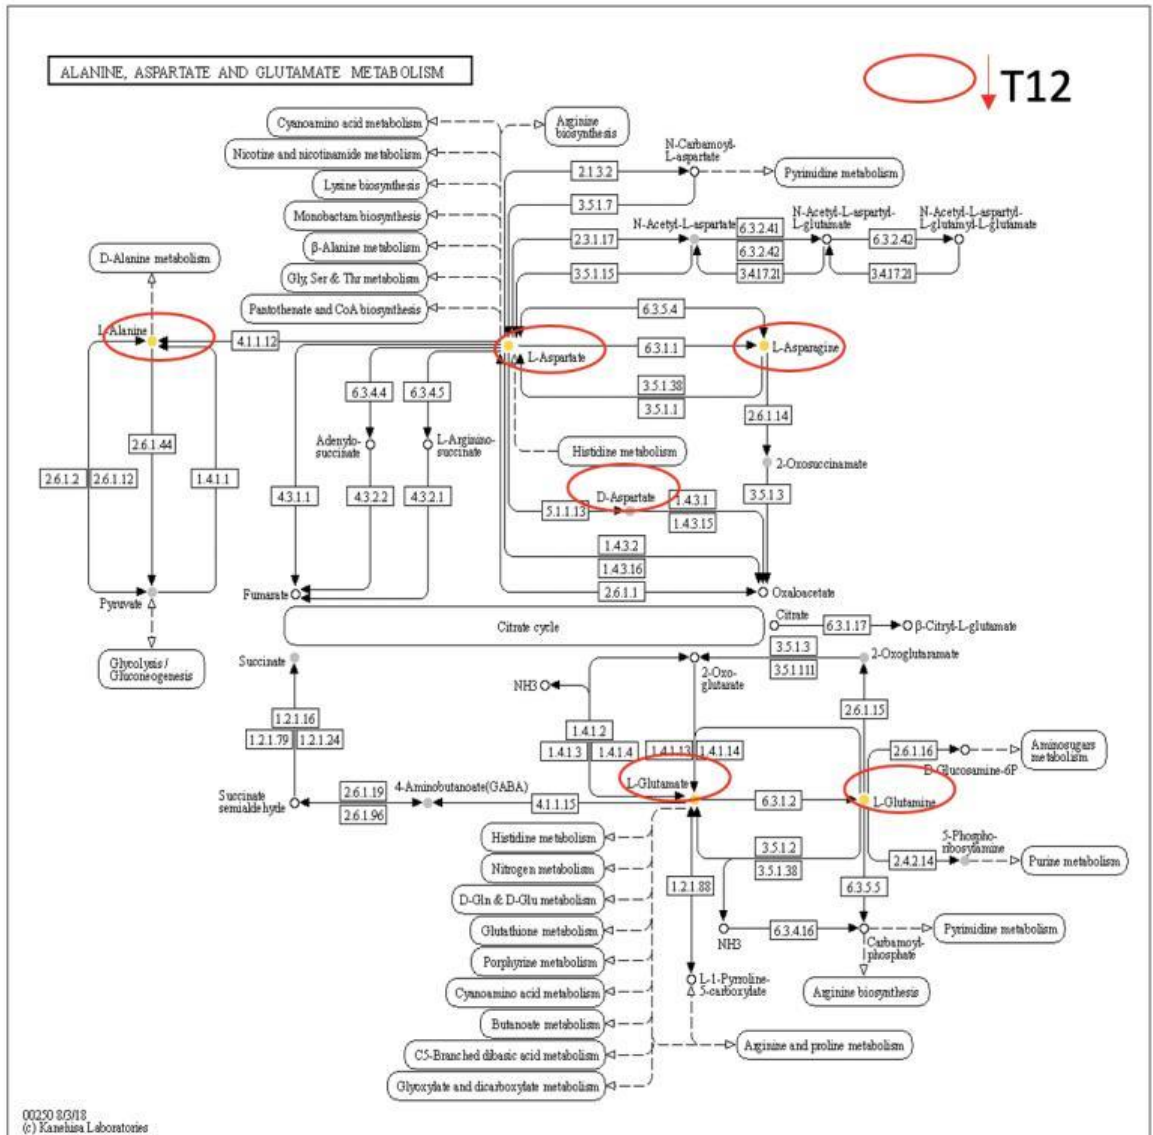 ALANINE, ASPARTATE AND GLUTAMATE METABOLISM
T12
Cyanoamino acid metabolism
Arginine
biosynthesis
Nicotine and nicotinamide metabolism
N-Carbamoyl-
L-aspartate
2.1.3.2
Pyrimidine metabolism
Lysine biosynthesis
3.5.1.7
Monobactam biosynthesis
N-Acetyl-L-aspartate
N-Acetyl-L-aspartyl-
L-glutamate
N-Acetyl-L-aspartyl-
L-glutamyl-L-glutamate
6.3.2.41
2.3.1.17
6.3.2.42
6.3.2.42
β-Alanine metabolism
D-Alanine metabolism
3.5.1.15
3.4.17.21
3.4.17.21
Gly, Ser & Thr metabolism
Pantothenate and CoA biosynthesis
6.3.5.4
L-Alanine
4.1.1.12
L-Aspartate
6.3.1.1
L-Asparagine
3.5.1.38
3.5.1.1
6.3.4.4
6.3.4.5
2.6.1.14
2.6.1.44
Adenylo-
succinate
L-Arginino-
succinate
Histidine metabolism
2-Oxosuccinamate
2.6.1.2
2.6.1.12
1.4.1.1
4.3.1.1
4.3.2.2
4.3.2.1
D-Aspartate
3.5.1.3
5.1.1.13
1.4.3.1
1.4.3.15
1.4.3.2
1.4.3.16
2.6.1.1
Pyruvate
Fumarate
Oxaloacetate
Citrate cycle
Citrate
6.3.1.17
β-Citryl-L-glutamate
Glycolysis /
Gluconeogenesis
Succinate
2-Oxo-
glutarate
3.5.1.3
3.5.1.111
2-Oxoglutaramate
NH3
1.2.1.16
1.2.1.79
1.2.1.24
1.4.1.2
1.4.1.3
1.4.1.4
1.4.1.13
1.4.1.14
2.6.1.15
2.6.1.16
Aminosugars
metabolism
D-Glucosamine-6P
Succinate
semialdehyde
2.6.1.19
2.6.1.96
4-Aminobutanoate(GABA)
4.1.1.15
L-Glutamate
6.3.1.2
L-Glutamine
Histidine metabolism
3.5.1.2
3.5.1.38
5-Phospho-
ribosylamine
2.4.2.14
Purine metabolism
Nitrogen metabolism
1.2.1.88
6.3.5.5
D-Gln & D-Glu metabolism
Glutathione metabolism
NH3
6.3.4.16
Carbamoyl-
phosphate
Pyrimidine metabolism
Porphyrine metabolism
L-1-Pyrroline-
5-carboxylate
Arginine biosynthesis
Cyanoamino acid metabolism
Butanoate metabolism
C5-Branched dibasic acid metabolism
Arginine and proline metabolism
Glyoxylate and dicarboxylate metabolism
00250 8/3/18
(c) Kanehisa Laboratories